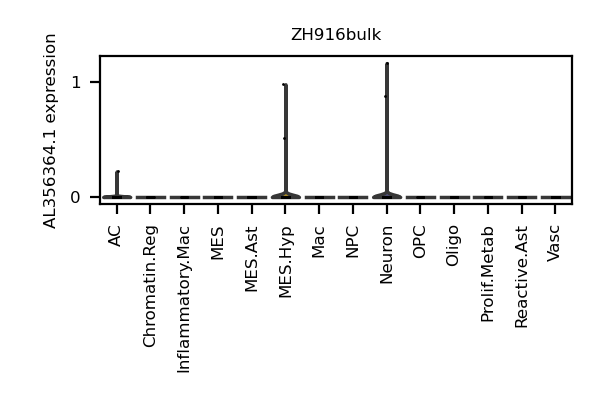 ZH916bulk
AL356364.1 expression
1
0
AC
Chromatin.Reg
Inflammatory.Mac
MES
MES.Ast
MES.Hyp
Mac
NPC
Neuron
OPC
Oligo
Prolif.Metab
Reactive.Ast
Vasc